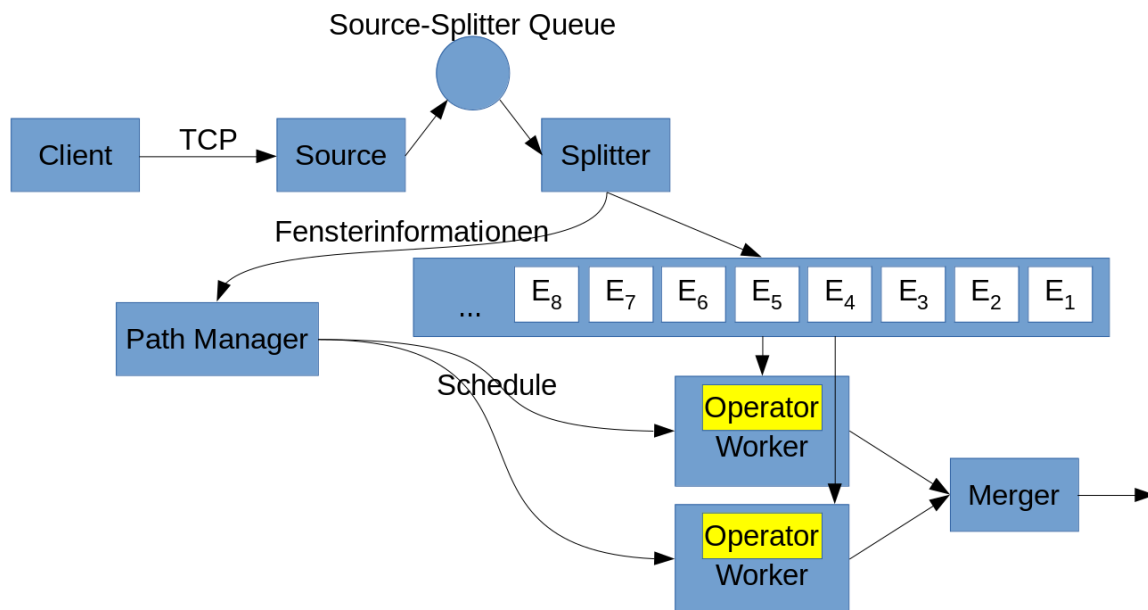 Source-Splitter Queue
Client
TCP
Source
Splitter
Fensterinformationen
... E₈ E₇ E₆ E₅ E₄ E₃ E₂ E₁
Path Manager
Schedule
Operator
Worker
Merger
Operator
Worker